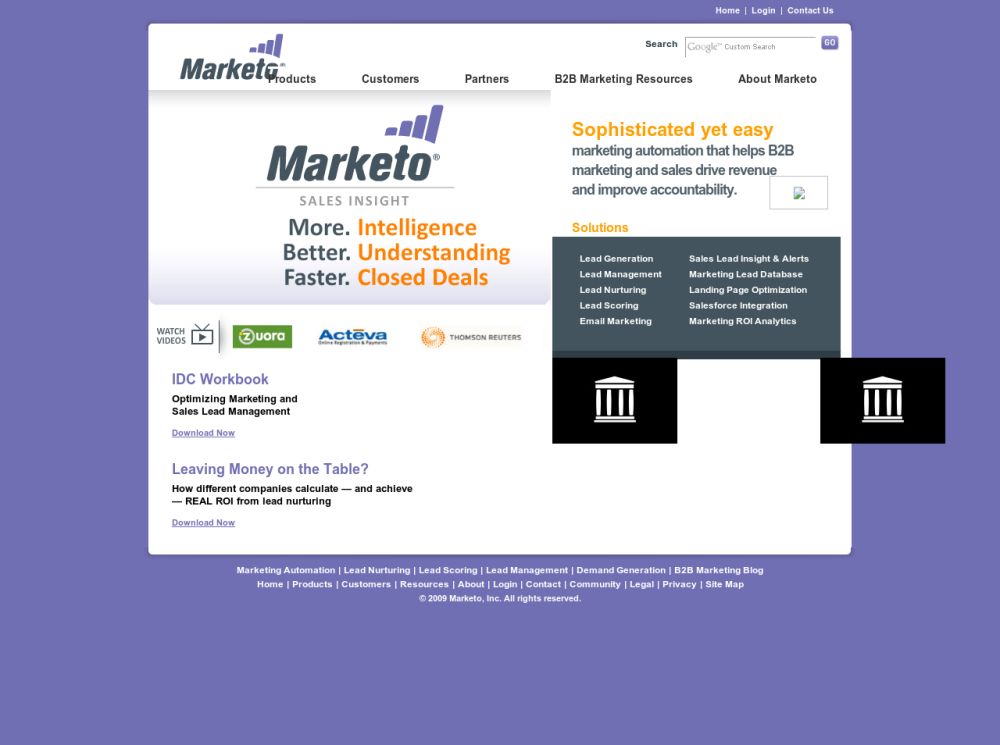 Home | Login | Contact Us
Marketo®
Search Google™ Custom Search GO
Products Customers Partners B2B Marketing Resources About Marketo
Marketo®
SALES INSIGHT
More. Intelligence
Better. Understanding
Faster. Closed Deals
Sophisticated yet easy
marketing automation that helps B2B
marketing and sales drive revenue
and improve accountability.
Solutions
Lead Generation
Lead Management
Lead Nurturing
Lead Scoring
Email Marketing
Sales Lead Insight & Alerts
Marketing Lead Database
Landing Page Optimization
Salesforce Integration
Marketing ROI Analytics
WATCH
VIDEOS
zuora
Acteva
Online Registration & Payments
THOMSON REUTERS
IDC Workbook
Optimizing Marketing and
Sales Lead Management
Download Now
Leaving Money on the Table?
How different companies calculate — and achieve
— REAL ROI from lead nurturing
Download Now
Marketing Automation | Lead Nurturing | Lead Scoring | Lead Management | Demand Generation | B2B Marketing Blog
Home | Products | Customers | Resources | About | Login | Contact | Community | Legal | Privacy | Site Map
© 2009 Marketo, Inc. All rights reserved.